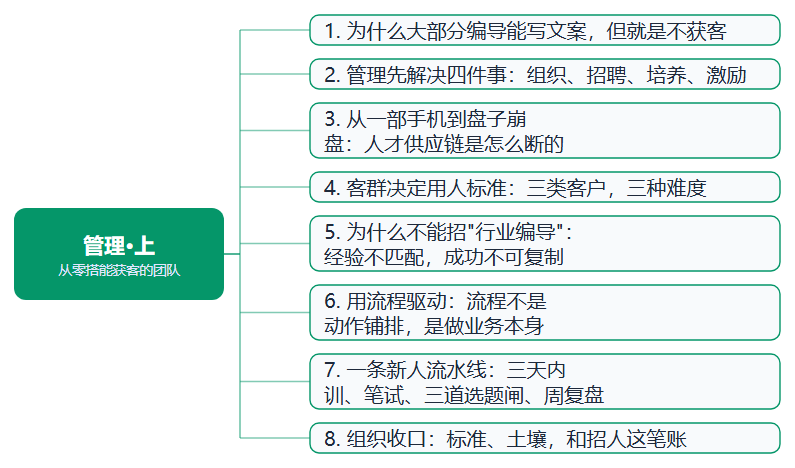 管理·上
从零搭能获客的团队
1. 为什么大部分编导能写文案，但就是不获客
2. 管理先解决四件事：组织、招聘、培养、激励
3. 从一部手机到盘子崩
盘：人才供应链是怎么断的
4. 客群决定用人标准：三类客户，三种难度
5. 为什么不能招"行业编导"：
经验不匹配，成功不可复制
6. 用流程驱动：流程不是
动作铺排，是做业务本身
7. 一条新人流水线：三天内
训、笔试、三道选题闸、周复盘
8. 组织收口：标准、土壤，和招人这笔账